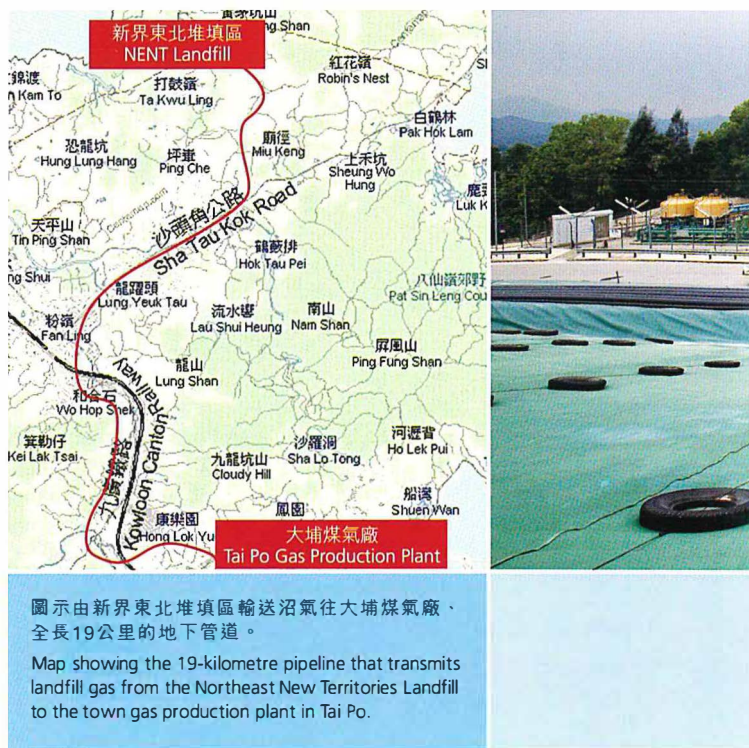 新界東北堆填區
NENT Landfill
紅花嶺
Robin's Nest
打鼓嶺
Ta Kwu Ling
白鶴林
Pak Hok Lam
恐龍坑
Hung Lung Hang
坪輋
Ping Che
廟徑
Miu Keng
上禾坑
Sheung Wo
Hung
沙頭角公路
Sha Tau Kok Road
天平山
Tin Ping Shan
鶴藪排
Hok Tau Pei
龍躍頭
Lung Yeuk Tau
八仙嶺郊野
Pat Sin Leng Cou
粉嶺
Fan Ling
流水響
Lau Shui Heung
南山
Nam Shan
屏風山
Ping Fung Shan
龍山
Lung Shan
和合石
Wo Hop Shek
九廣鐵路
Kowloon Canton Railway
箕勒仔
Kei Lak Tsai
九龍坑山
Cloudy Hill
沙羅洞
Sha Lo Tong
河瀝背
Ho Lek Pui
船灣
Shuen Wan
康樂園
Hong Lok Yu
鳳園
大埔煤氣廠
Tai Po Gas Production Plant
圖示由新界東北堆填區輸送沼氣往大埔煤氣廠、
全長19公里的地下管道。
Map showing the 19-kilometre pipeline that transmits
landfill gas from the Northeast New Territories Landfill
to the town gas production plant in Tai Po.